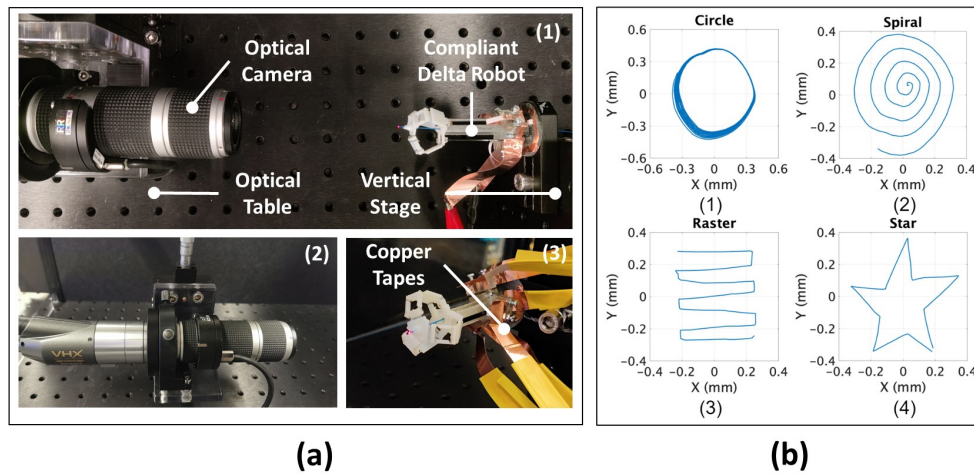 (1)
Optical
Camera
Compliant
Delta Robot
Optical
Table
Vertical
Stage
(2)
VHX
Copper
Tapes
(3)
(a)
Circle
Y (mm)
0.6
0.3
0
−0.3
−0.6
−0.6 −0.3 0 0.3 0.6
X (mm)
(1)
Spiral
Y (mm)
0.4
0.2
0
−0.2
−0.4
−0.4 −0.2 0 0.2 0.4
X (mm)
(2)
Raster
Y (mm)
0.4
0.2
0
−0.2
−0.4
−0.4 −0.2 0 0.2 0.4
X (mm)
(3)
Star
Y (mm)
0.4
0.2
0
−0.2
−0.4
−0.4 −0.2 0 0.2 0.4
X (mm)
(4)
(b)